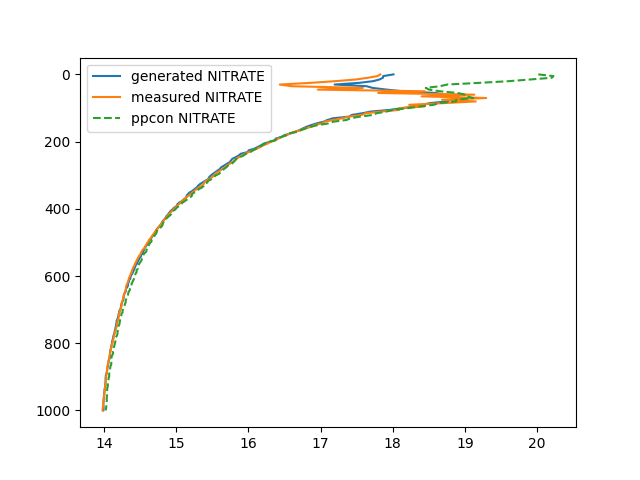 generated NITRATE
measured NITRATE
ppcon NITRATE
0
200
400
600
800
1000
14 15 16 17 18 19 20